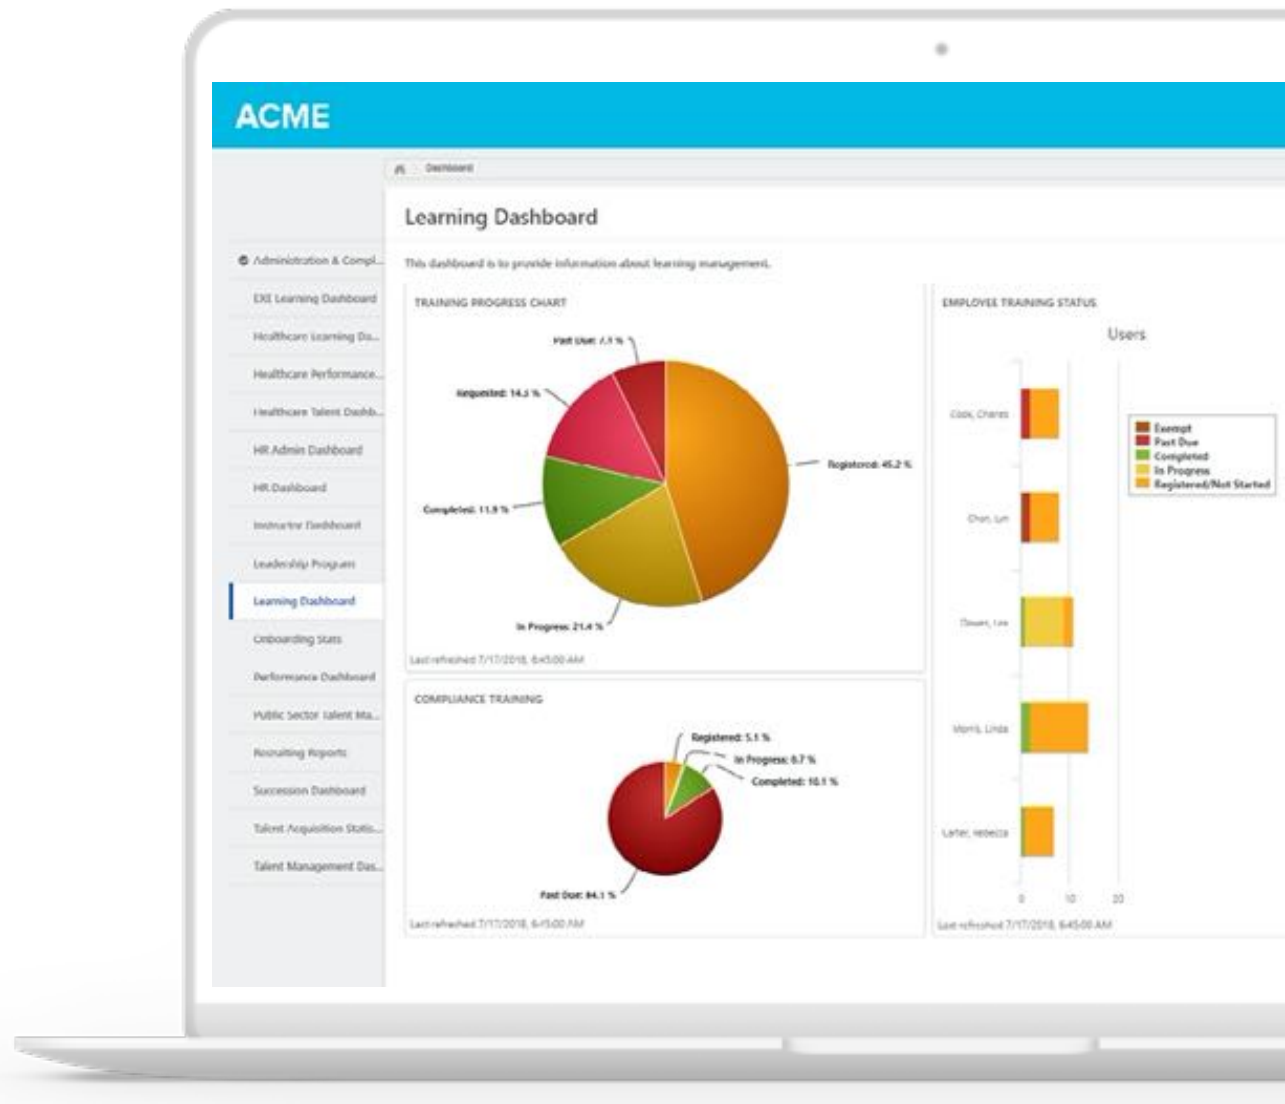 ACME
Dashboard
Learning Dashboard
This dashboard is to provide information about learning management.
Administration & Compl...
EXI Learning Dashboard
Healthcare Learning Da...
Healthcare Performance...
Healthcare Talent Dashb...
HR Admin Dashboard
HR Dashboard
Instructor Dashboard
Leadership Program
Learning Dashboard
Onboarding Stats
Performance Dashboard
Public Sector Talent Ma...
Recruiting Reports
Succession Dashboard
Talent Acquisition Statis...
Talent Management Das...
TRAINING PROGRESS CHART
Past Due: 7.1 %
Requested: 14.3 %
Registered: 45.2 %
Completed: 11.9 %
In Progress: 21.4 %
Last refreshed 7/17/2018, 6:45:00 AM
COMPLIANCE TRAINING
Registered: 5.1 %
In Progress: 0.7 %
Completed: 10.1 %
Past Due: 84.1 %
Last refreshed 7/17/2018, 6:45:00 AM
EMPLOYEE TRAINING STATUS
Users
Cook, Charles
Chan, Lyn
Lee
Morris, Linda
Carter, Rebecca
0 10 20
Exempt
Past Due
Completed
In Progress
Registered/Not Started
Last refreshed 7/17/2018, 6:45:00 AM